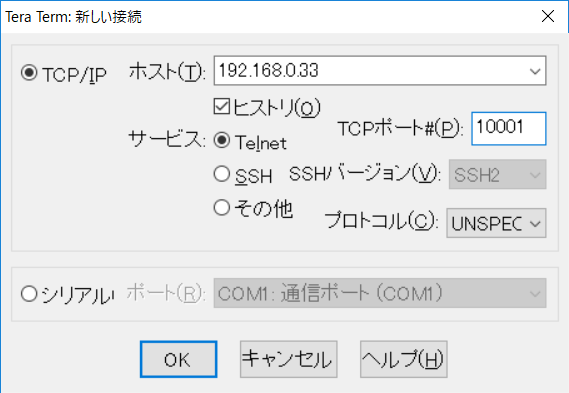 Tera Term: 新しい接続
TCP/IP
ホスト(T): 192.168.0.33
ヒストリ(O)
サービス: Telnet
TCPポート#(P): 10001
SSH
SSHバージョン(V): SSH2
その他
プロトコル(C): UNSPEC
シリアル
ポート(R): COM1: 通信ポート (COM1)
OK
キャンセル
ヘルプ(H)